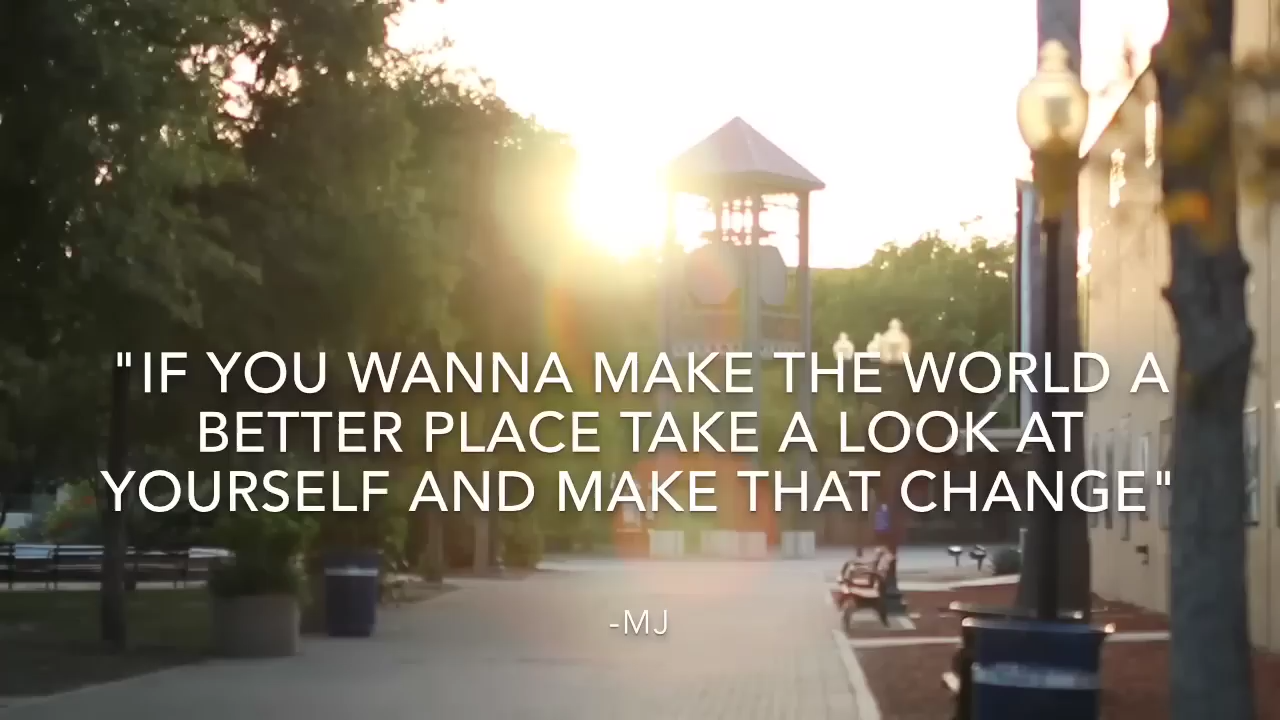 "IF YOU WANNA MAKE THE WORLD A
BETTER PLACE TAKE A LOOK AT
YOURSELF AND MAKE THAT CHANGE"
-MJ